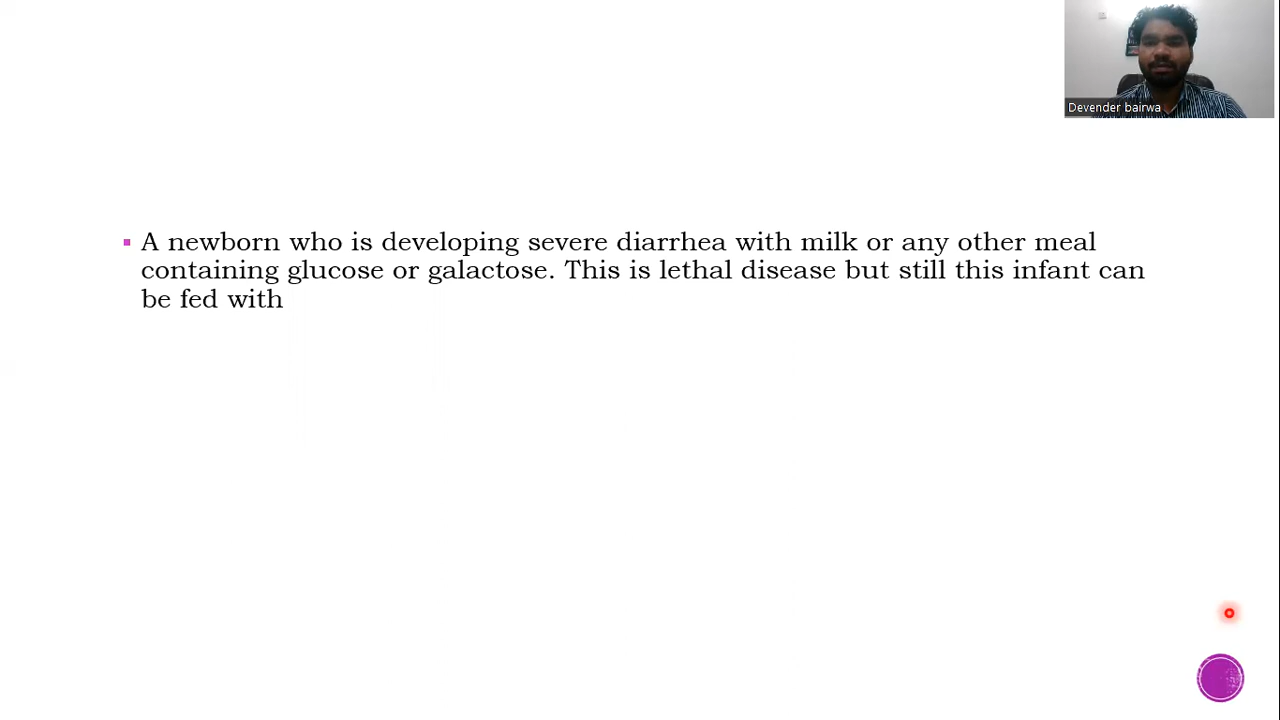 Devender bairwa
A newborn who is developing severe diarrhea with milk or any other meal
containing glucose or galactose. This is lethal disease but still this infant can
be fed with